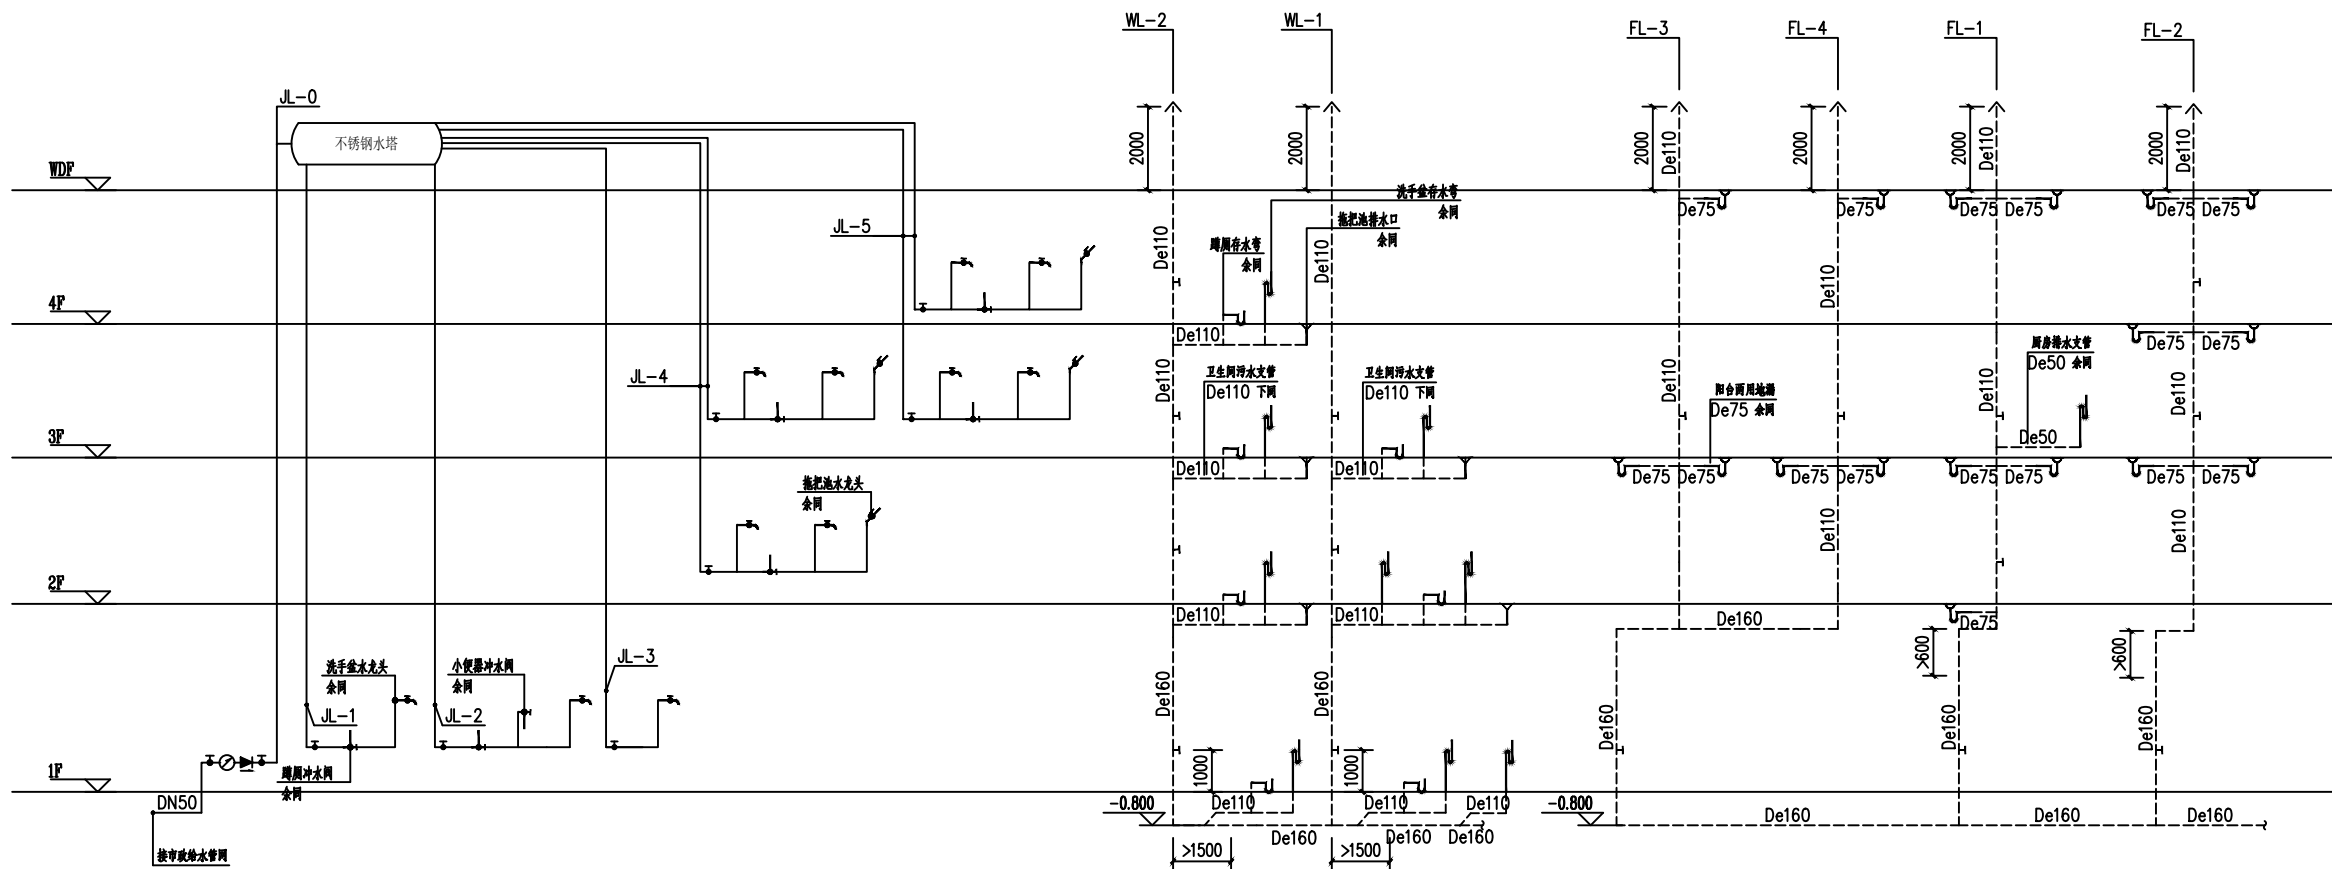 WL-2
WL-1
FL-3
FL-4
FL-1
FL-2
JL-0
不锈钢水塔
2000
2000
2000
De110
2000
2000
De110
2000
De110
WDF
洗手盆存水弯
余同
拖把池排水口
余同
De75
De75
De75
De75
De75
De75
JL-5
De110
蹲厕存水弯
余同
De110
De110
4F
De110
De75
De75
厨房排水支管
De50 余同
JL-4
De110
卫生间污水支管
De110 下同
卫生间污水支管
De110 下同
De110
阳台两用地漏
De75 余同
De110
De110
De50
3F
De110
De110
De75
De75
De75
De75
De75
De75
De75
De75
拖把池水龙头
余同
De110
De110
2F
De110
De110
De160
De75
洗手盆水龙头
余同
小便器冲水阀
余同
JL-3
>600
>600
JL-1
JL-2
De160
De160
De160
De160
De160
1F
蹲厕冲水阀
余同
1000
1000
DN50
-0.800
De110
De110
De110
-0.800
De160
De160
De160
De160
De160
De160
接市政给水管网
>1500
>1500